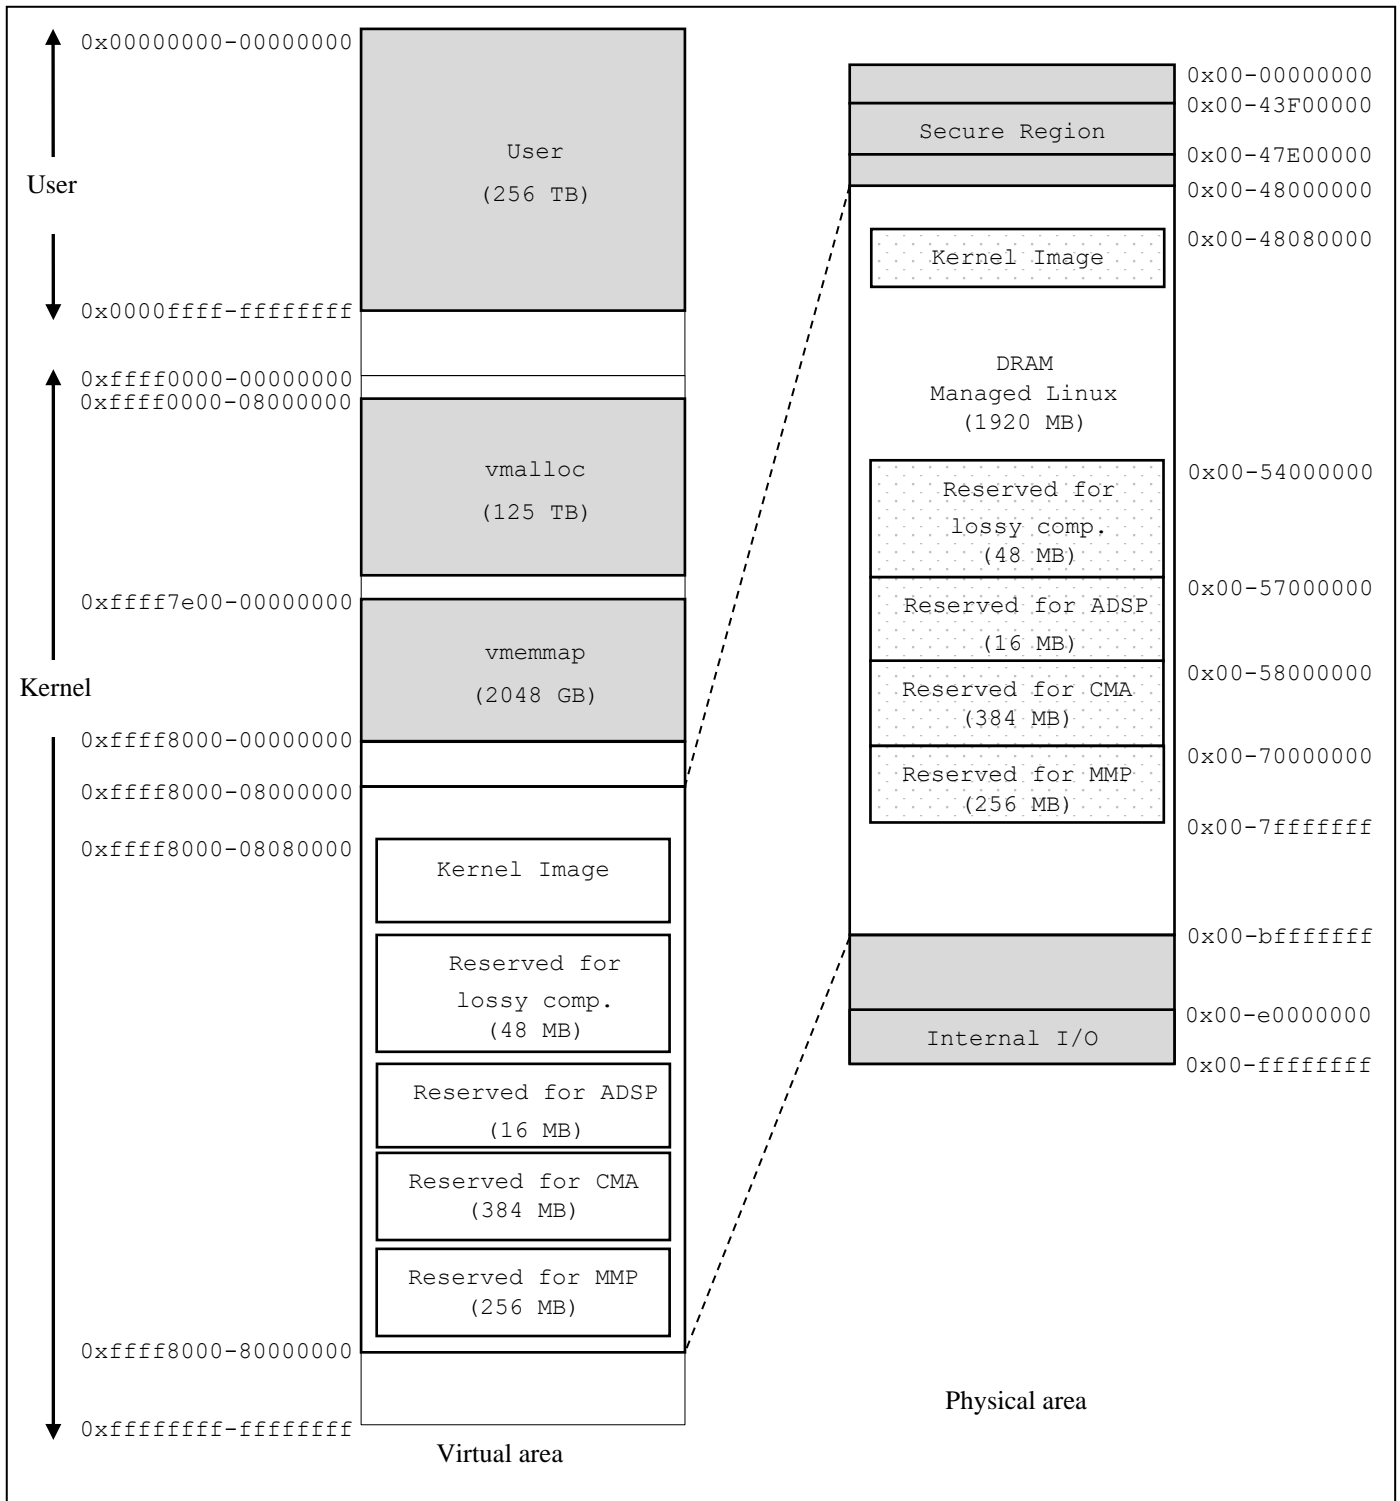 0x00000000-00000000
User
(256 TB)
User
0x0000ffff-ffffffff
0xffff0000-00000000
0xffff0000-08000000
vmalloc
(125 TB)
0xffff7e00-00000000
vmemmap
(2048 GB)
Kernel
0xffff8000-00000000
0xffff8000-08000000
0xffff8000-08080000
Kernel Image
Reserved for
lossy comp.
(48 MB)
Reserved for ADSP
(16 MB)
Reserved for CMA
(384 MB)
Reserved for MMP
(256 MB)
0xffff8000-80000000
0xffffffff-ffffffff
Virtual area
0x00-00000000
0x00-43F00000
Secure Region
0x00-47E00000
0x00-48000000
0x00-48080000
Kernel Image
DRAM
Managed Linux
(1920 MB)
0x00-54000000
Reserved for
lossy comp.
(48 MB)
0x00-57000000
Reserved for ADSP
(16 MB)
0x00-58000000
Reserved for CMA
(384 MB)
0x00-70000000
Reserved for MMP
(256 MB)
0x00-7fffffff
0x00-bfffffff
0x00-e0000000
Internal I/O
0x00-ffffffff
Physical area